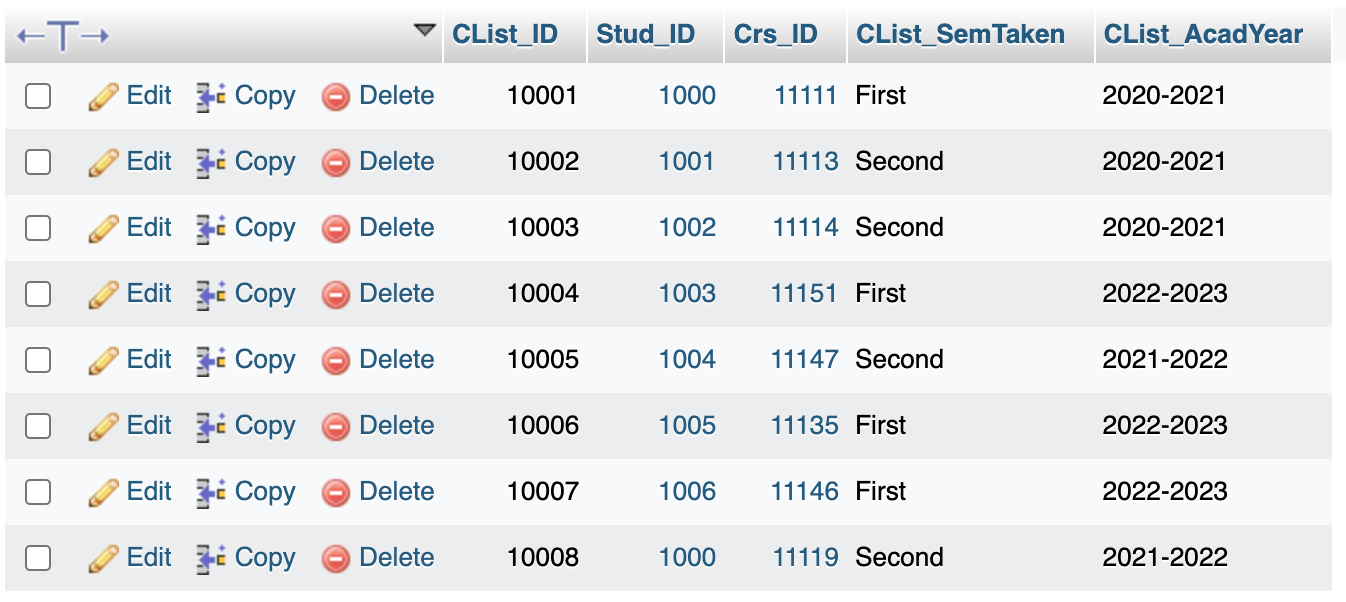 CList_ID Stud_ID Crs_ID CList_SemTaken CList_AcadYear
Edit Copy Delete 10001 1000 11111 First 2020-2021
Edit Copy Delete 10002 1001 11113 Second 2020-2021
Edit Copy Delete 10003 1002 11114 Second 2020-2021
Edit Copy Delete 10004 1003 11151 First 2022-2023
Edit Copy Delete 10005 1004 11147 Second 2021-2022
Edit Copy Delete 10006 1005 11135 First 2022-2023
Edit Copy Delete 10007 1006 11146 First 2022-2023
Edit Copy Delete 10008 1000 11119 Second 2021-2022